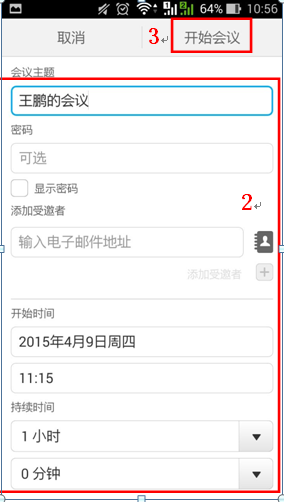 64% 10:56
取消 3 开始会议
会议主题
王鹏的会议
密码
可选
显示密码
2
添加受邀者
输入电子邮件地址
添加受邀者
开始时间
2015年4月9日周四
11:15
持续时间
1 小时
0 分钟